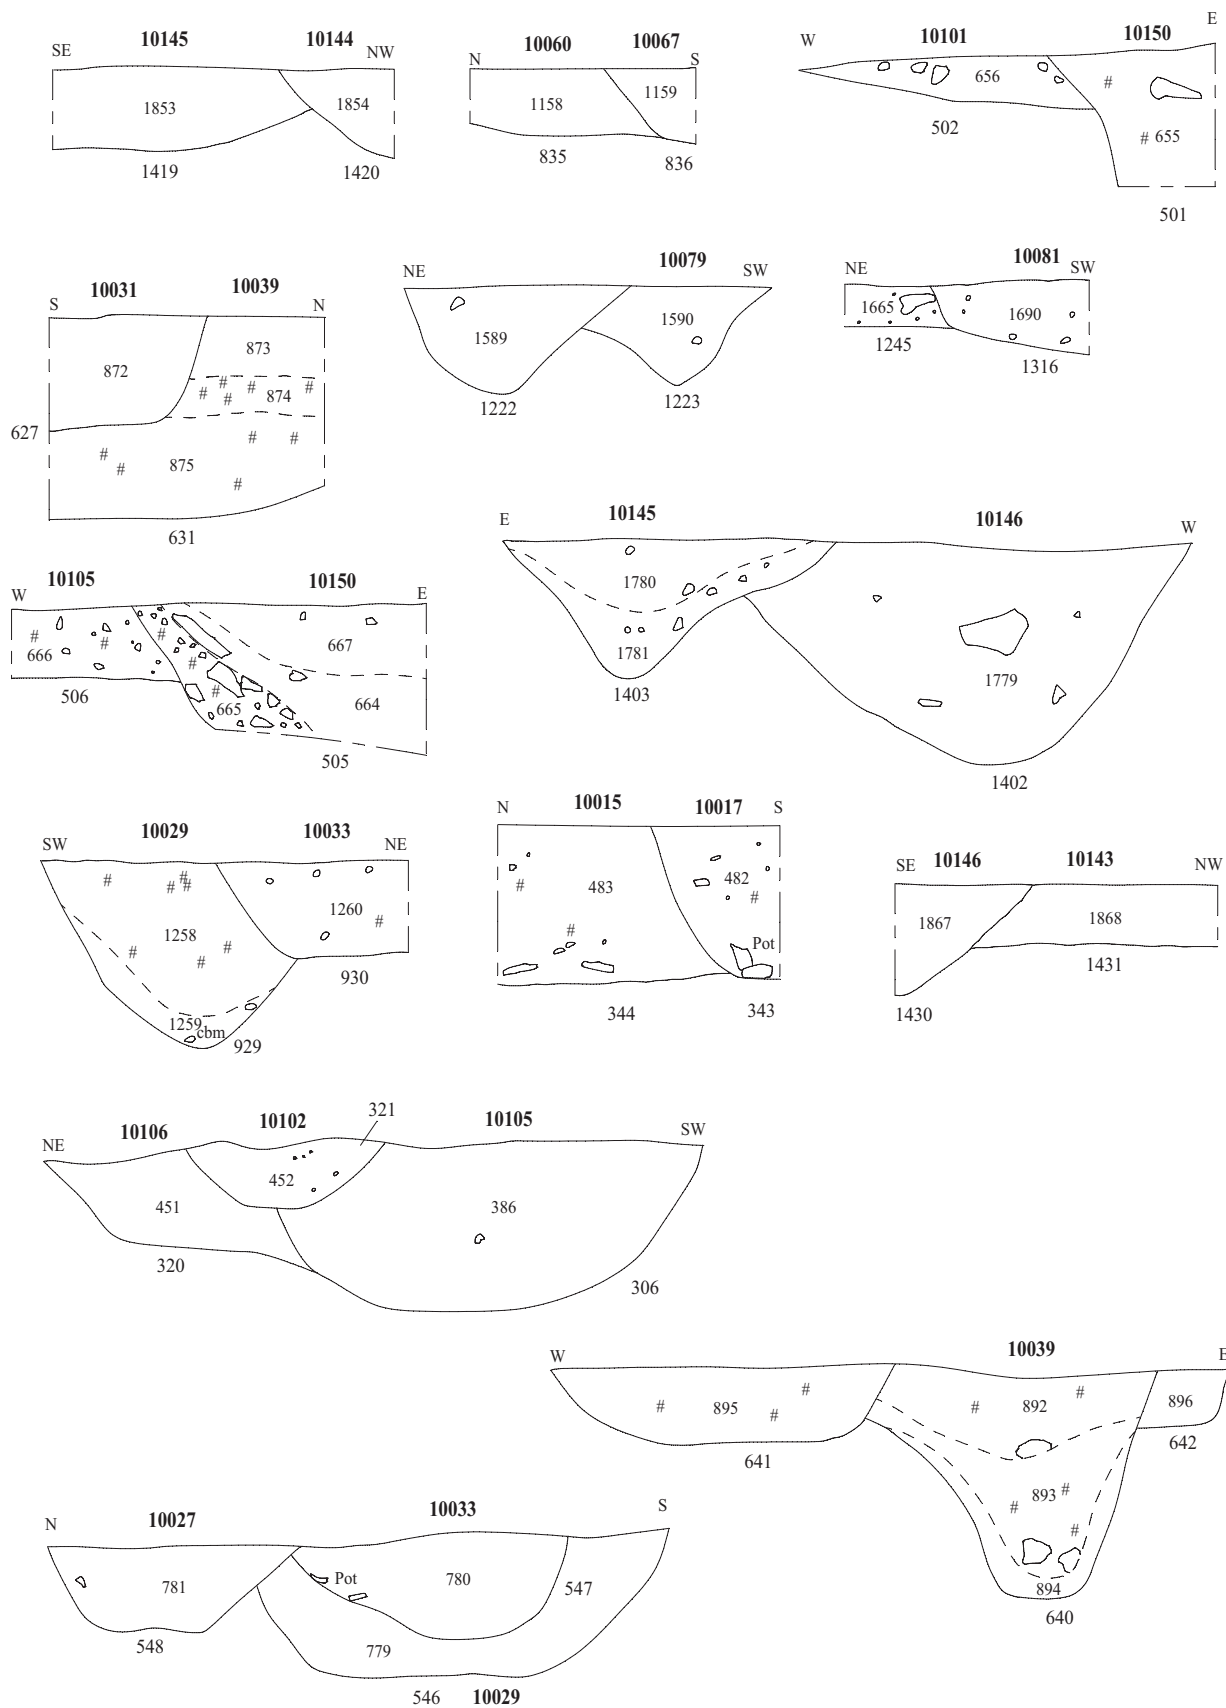 SE 10145 10144 NW
1853 1854
1419 1420
N 10060 10067 S
1158 1159
835 836
W 10101 10150 E
656 #
# 655
502
501
S 10031 10039 N
872 873
# # # # # 874
627 # #
# # 875 #
631
NE 10079 SW
1589 1590
1222 1223
NE 10081 SW
1665 1690
1245 1316
W 10105 10150 E
# # # 667
666 #
# 665 664
506
505
E 10145 10146 W
1780
1781 1779
1403
1402
SW 10029 10033 NE
# # # #
1260 #
1258
# # #
1259
cbm
929 930
N 10015 10017 S
# 483 482 #
# Pot
344 343
SE 10146 10143 NW
1867 1868
1431
1430
NE 10106 10102 321 10105 SW
452
451 386
320 306
W 10039 E
# 895 # # # 892 # 896
641 642
# 893 #
#
894
640
N 10027 10033 S
781 Pot 780 547
548 779
546 10029